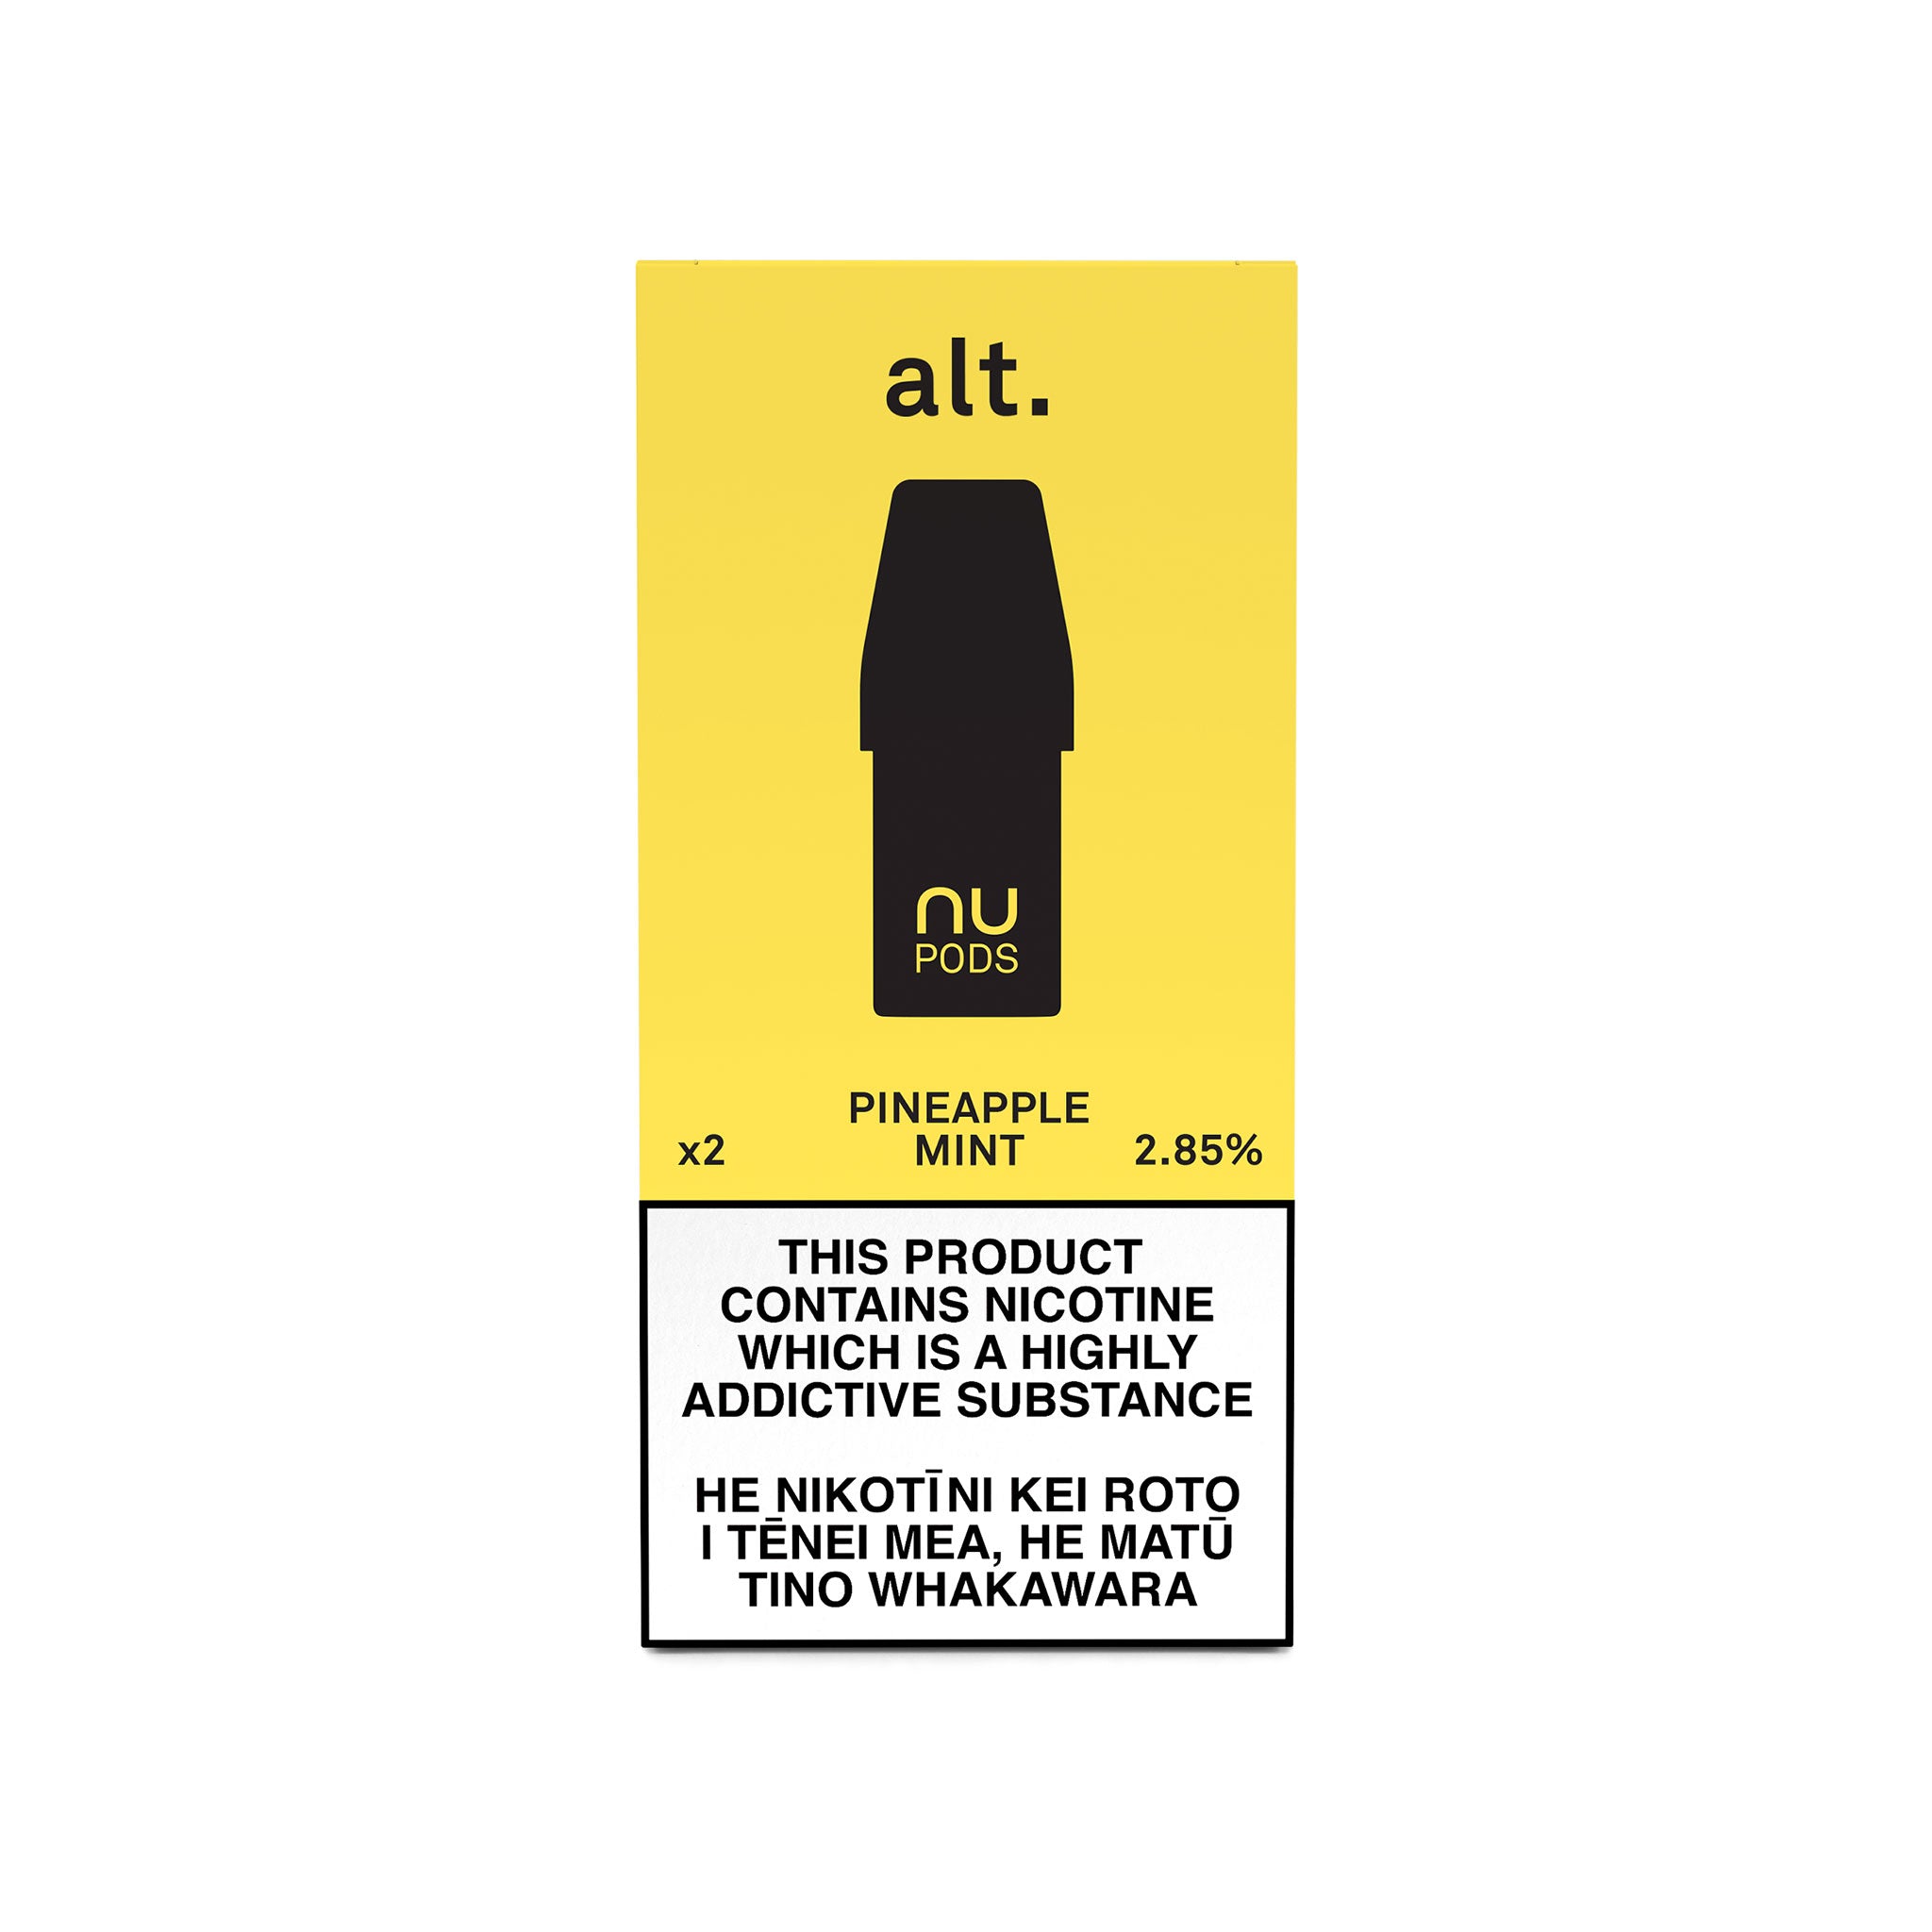 alt.
nu
PODS
PINEAPPLE
x2 MINT 2.85%
THIS PRODUCT
CONTAINS NICOTINE
WHICH IS A HIGHLY
ADDICTIVE SUBSTANCE
HE NIKOTĪNI KEI ROTO
I TĒNEI MEA, HE MATŪ
TINO WHAKAWARA